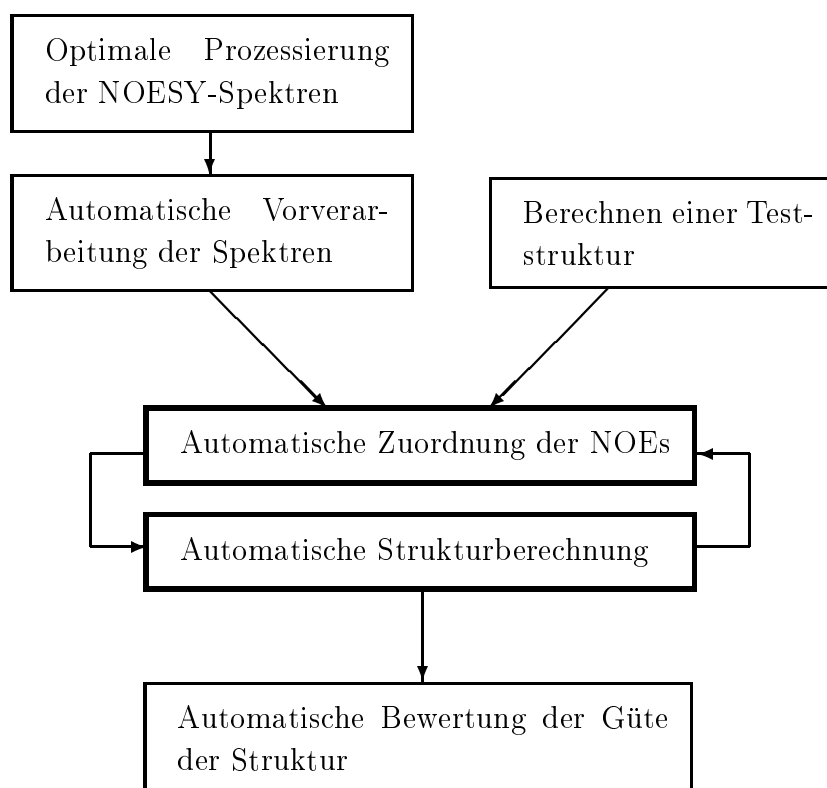 Optimale Prozessierung
der NOESY-Spektren
Automatische Vorverar-
beitung der Spektren
Berechnen einer Test-
struktur
Automatische Zuordnung der NOEs
Automatische Strukturberechnung
Automatische Bewertung der Güte
der Struktur